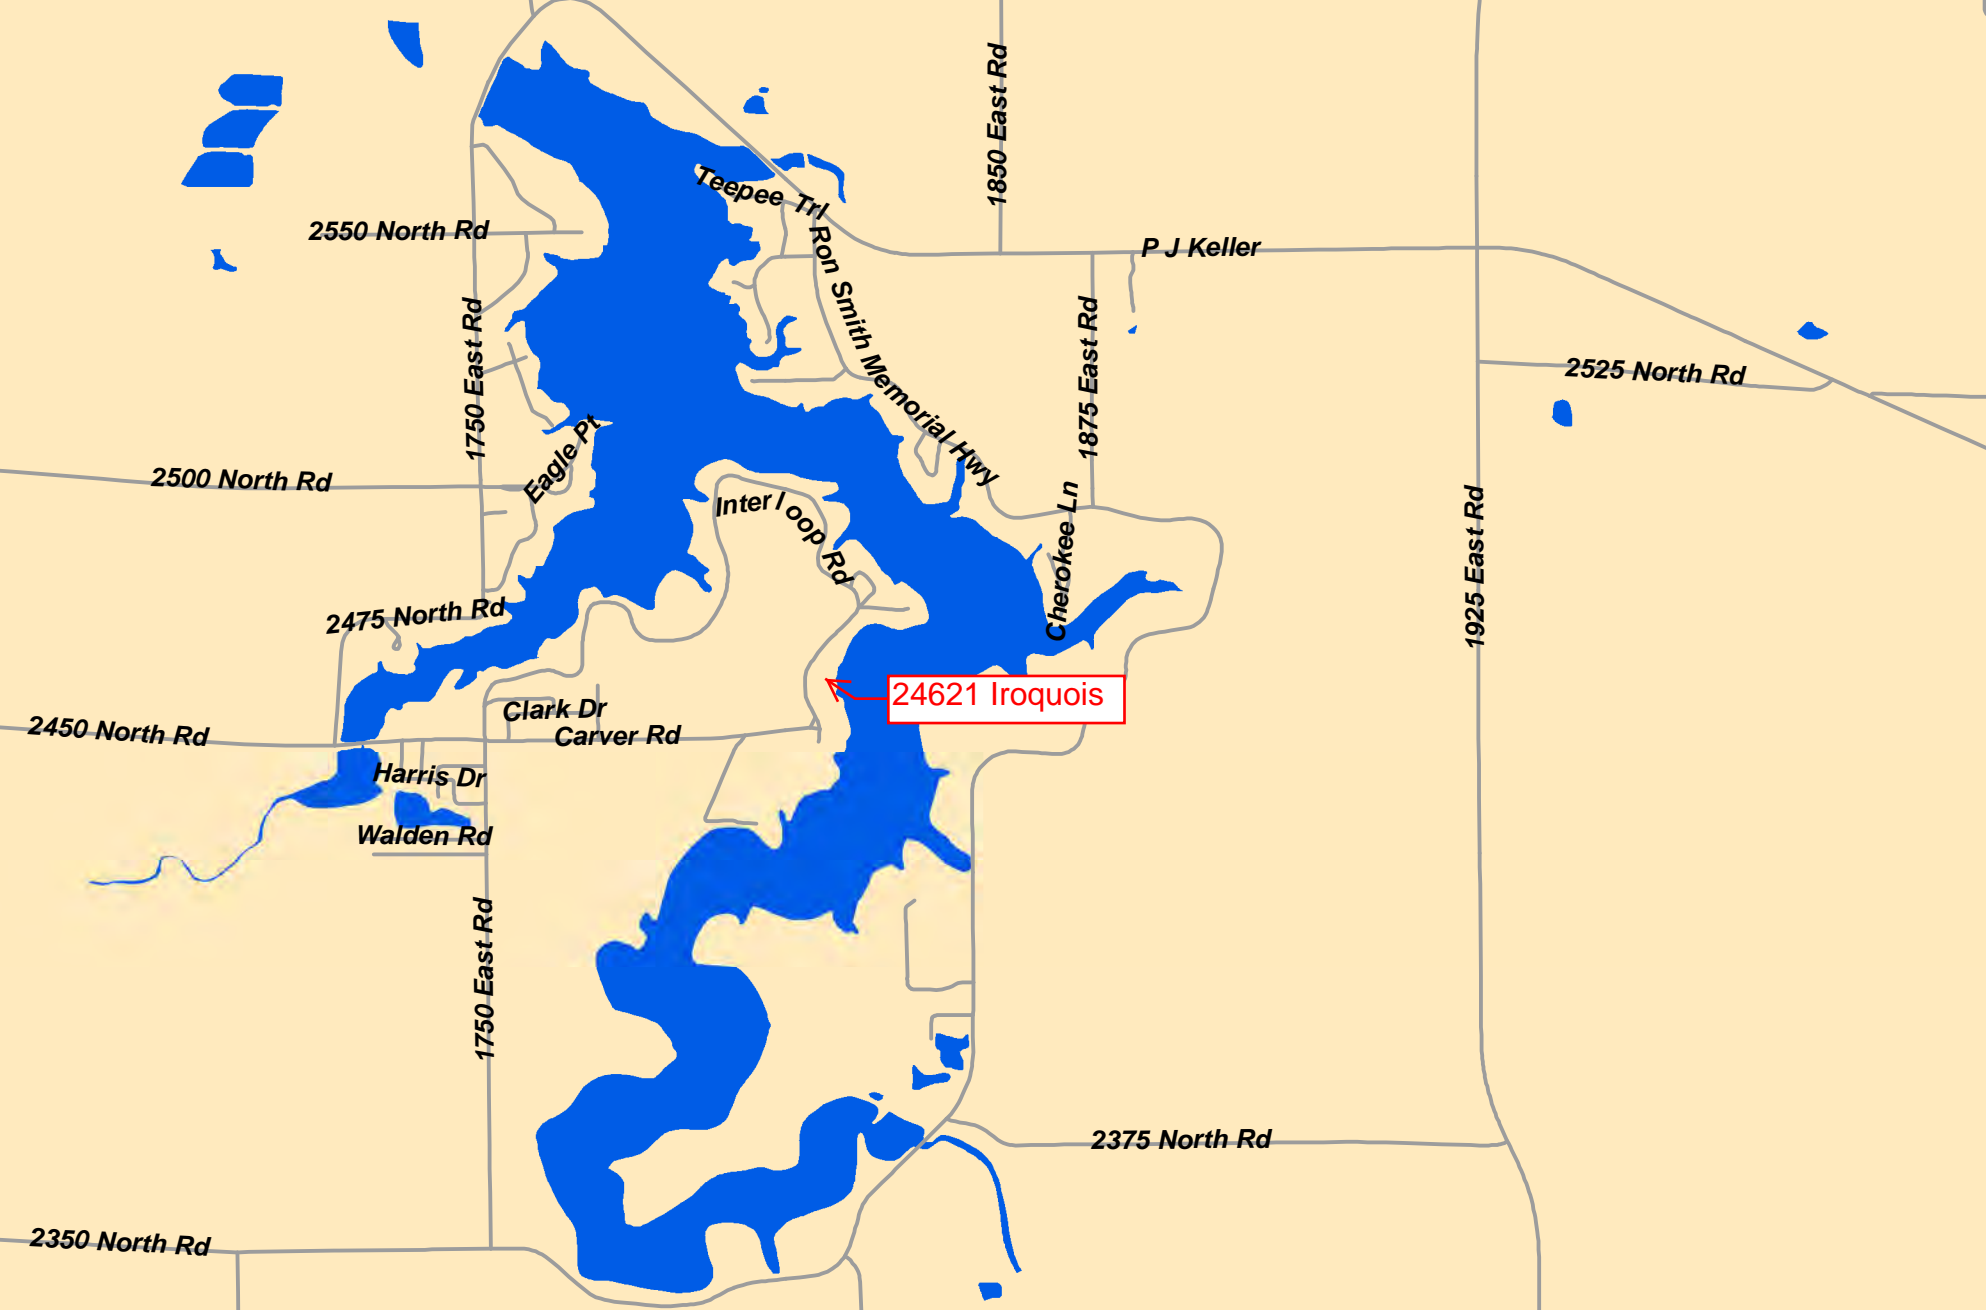 1850 East Rd
Teepee Trl
2550 North Rd
Ron Smith Memorial Hwy
P J Keller
1750 East Rd
1875 East Rd
2525 North Rd
Eagle Pt
2500 North Rd
Inter loop Rd
Cherokee Ln
1925 East Rd
2475 North Rd
24621 Iroquois
Clark Dr
2450 North Rd
Carver Rd
Harris Dr
Walden Rd
1750 East Rd
2375 North Rd
2350 North Rd